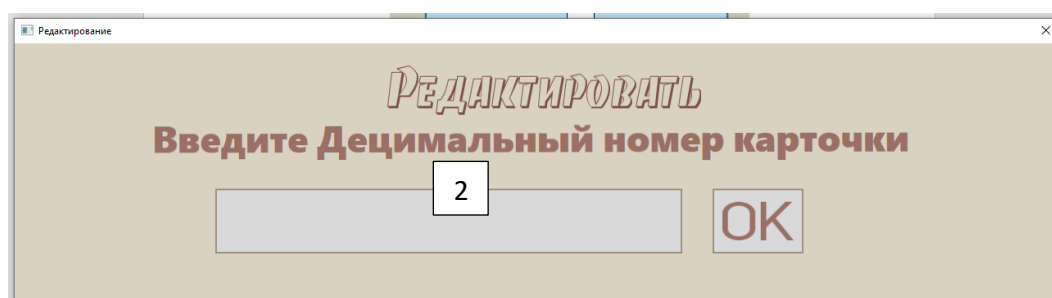 Редактирование
Редактировать
Введите Децимальный номер карточки
2
OK